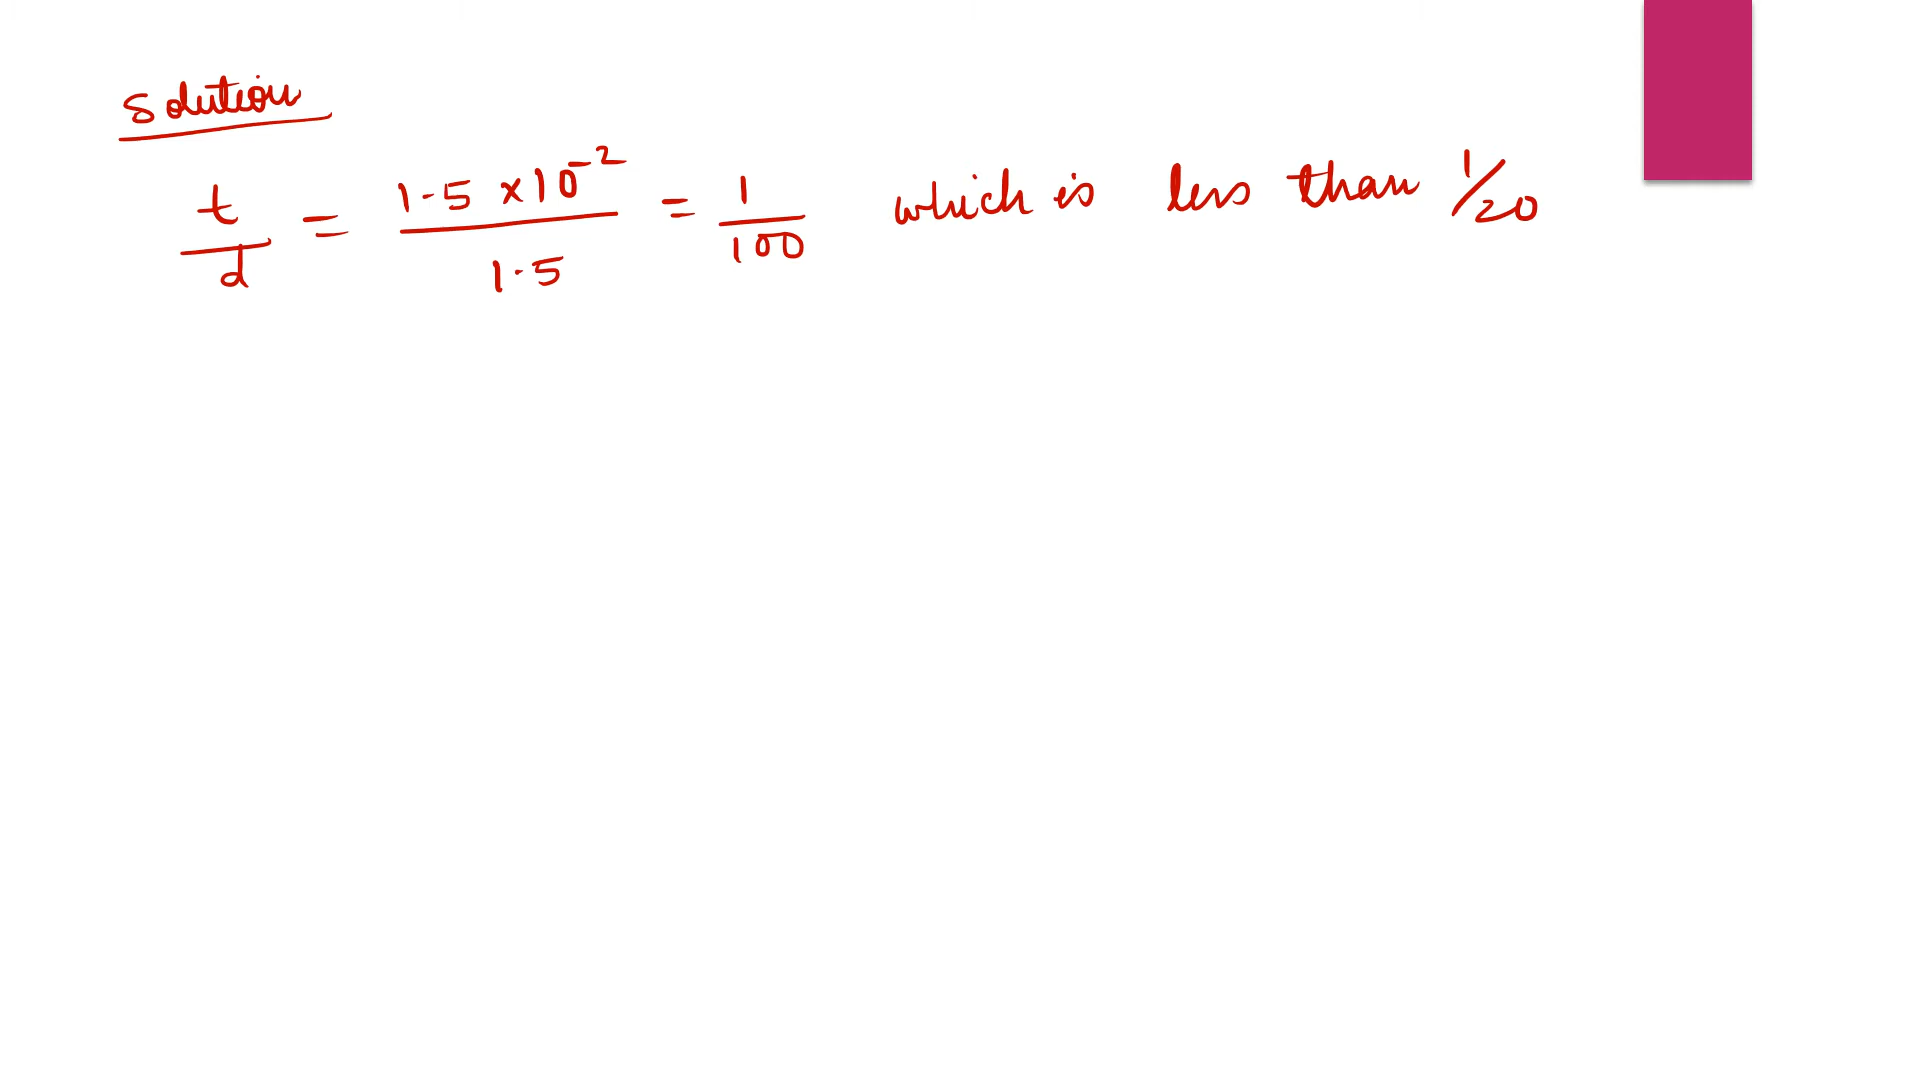 Solution
t/d = 1.5 × 10⁻² / 1.5 = 1/100 which is less than 1/20